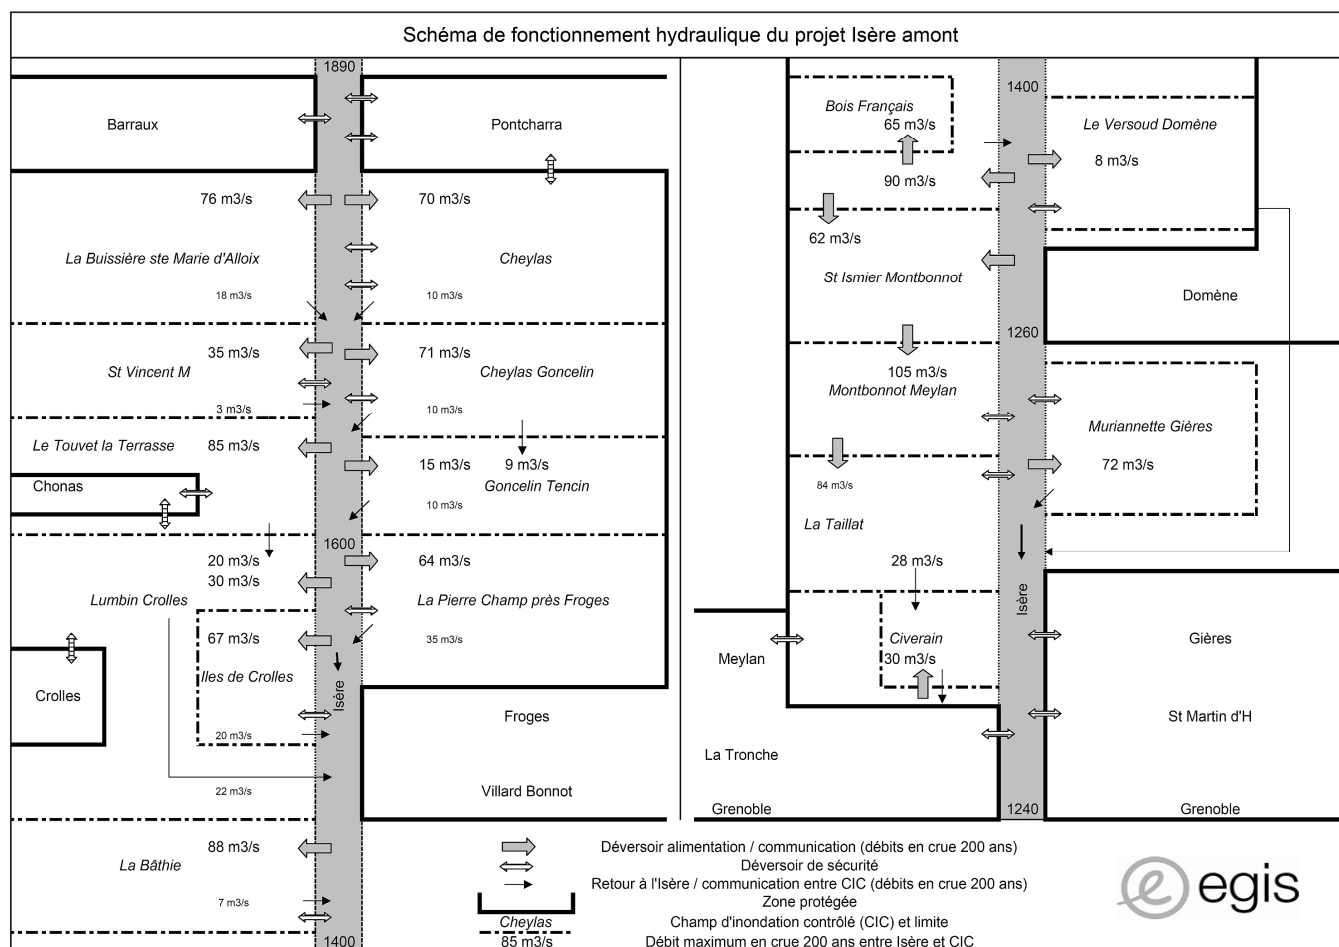 Schéma de fonctionnement hydraulique du projet Isère amont
1890
Barraux
Pontcharra
76 m3/s
70 m3/s
La Buissière ste Marie d'Alloix
Cheylas
18 m3/s
10 m3/s
35 m3/s
71 m3/s
St Vincent M
Cheylas Goncelin
3 m3/s
10 m3/s
Le Touvet la Terrasse
85 m3/s
15 m3/s
9 m3/s
Chonas
Goncelin Tencin
10 m3/s
1600
20 m3/s
64 m3/s
30 m3/s
Lumbin Crolles
La Pierre Champ près Froges
67 m3/s
35 m3/s
Iles de Crolles
Isère
Crolles
Froges
20 m3/s
22 m3/s
Villard Bonnot
88 m3/s
La Bâthie
7 m3/s
1400
1400
Bois Français
65 m3/s
Le Versoud Domène
8 m3/s
90 m3/s
62 m3/s
St Ismier Montbonnot
Domène
1260
105 m3/s
Montbonnot Meylan
Muriannette Gières
72 m3/s
84 m3/s
La Taillat
28 m3/s
Isère
Civerain
Gières
Meylan
30 m3/s
St Martin d'H
La Tronche
Grenoble
1240
Grenoble
Déversoir alimentation / communication (débits en crue 200 ans)
Déversoir de sécurité
Retour à l'Isère / communication entre CIC (débits en crue 200 ans)
Zone protégée
Cheylas
Champ d'inondation contrôlé (CIC) et limite
85 m3/s
Débit maximum en crue 200 ans entre Isère et CIC
egis